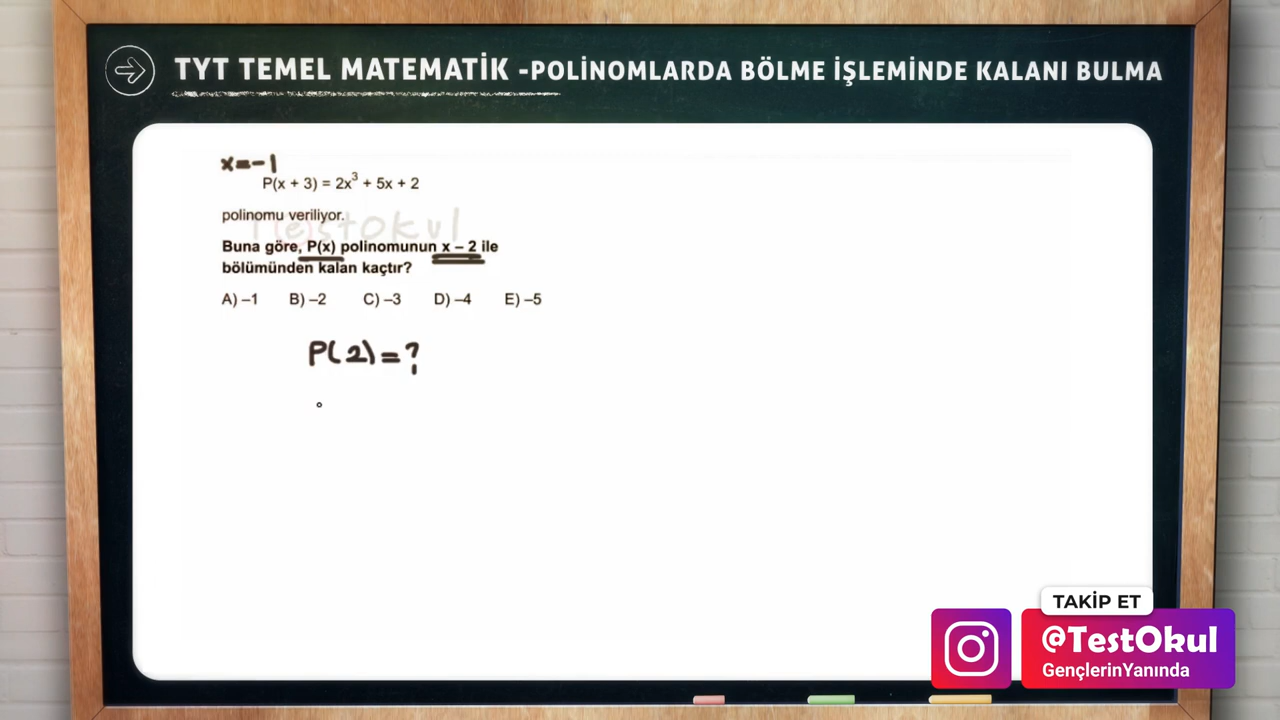 TYT TEMEL MATEMATİK -POLİNOMLARDA BÖLME İŞLEMİNDE KALANI BULMA
x=-1
P(x + 3) = 2x³ + 5x + 2
polinomu veriliyor.
TestOkul
Buna göre, P(x) polinomunun x – 2 ile
bölümünden kalan kaçtır?
A) –1 B) –2 C) –3 D) –4 E) –5
P(2)=?
TAKİP ET
@TestOkul
GençlerinYanında